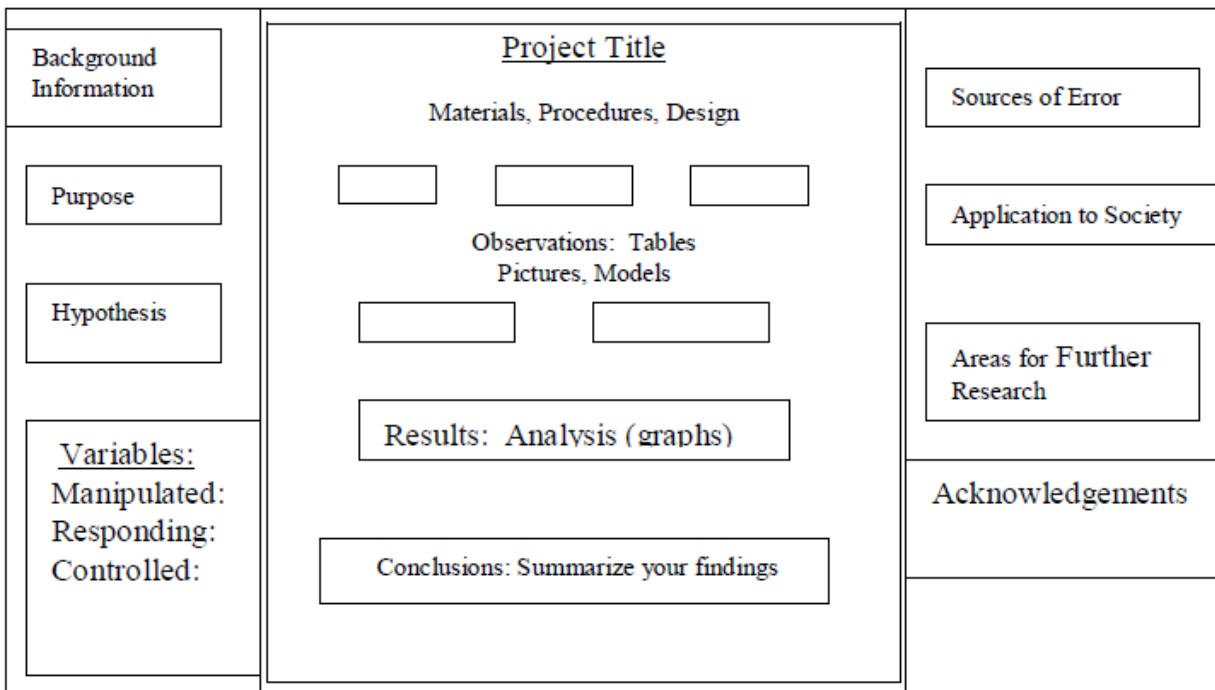 Background
Information
Purpose
Hypothesis
Variables:
Manipulated:
Responding:
Controlled:
Project Title
Materials, Procedures, Design
Observations: Tables
Pictures, Models
Results: Analysis (graphs)
Conclusions: Summarize your findings
Sources of Error
Application to Society
Areas for Further
Research
Acknowledgements